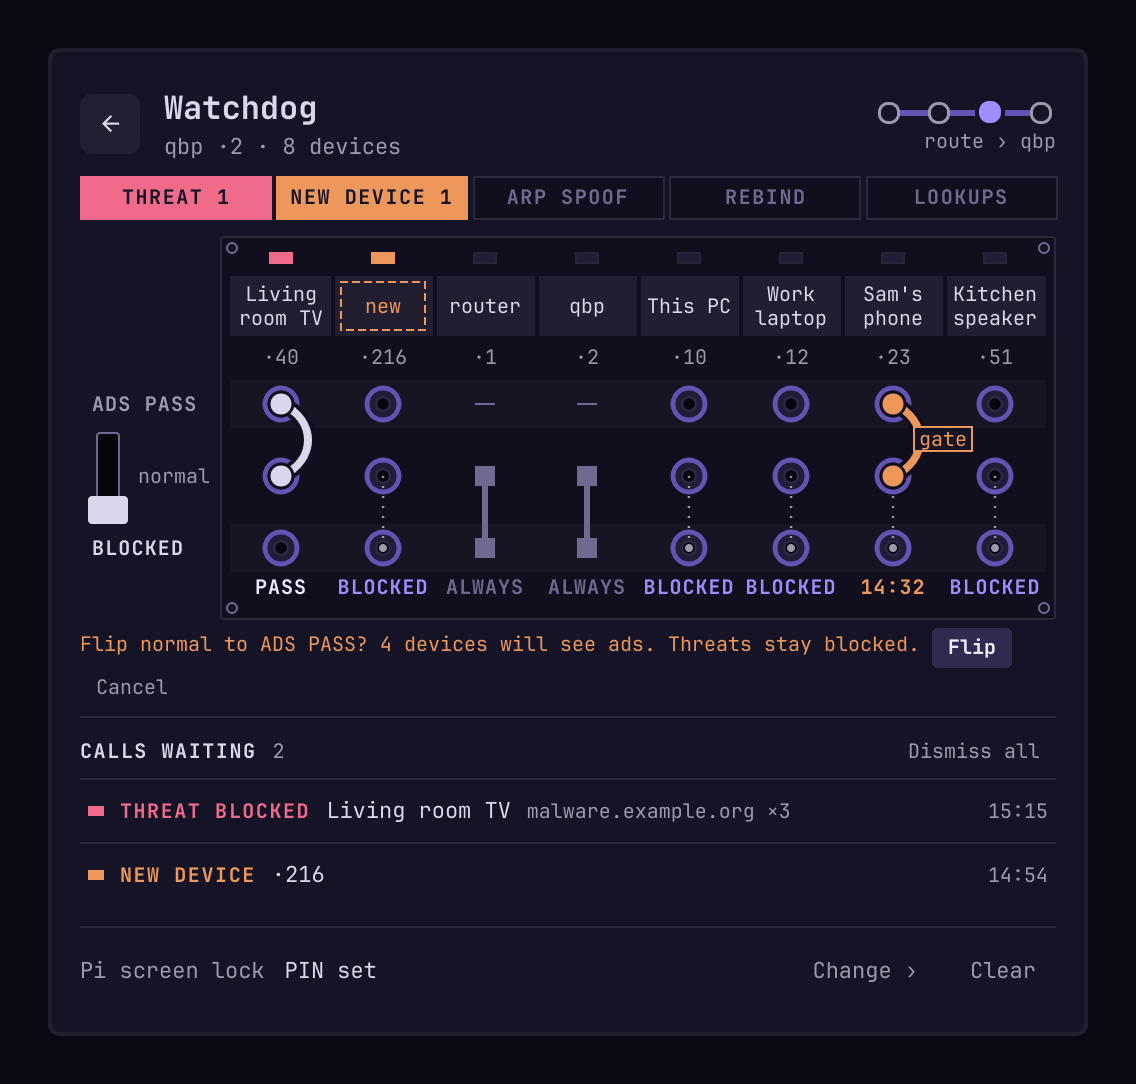 ←
Watchdog
qbp ·2 · 8 devices
route › qbp
THREAT 1
NEW DEVICE 1
ARP SPOOF
REBIND
LOOKUPS
Living
room TV
new
router
qbp
This PC
Work
laptop
Sam's
phone
Kitchen
speaker
·40
·216
·1
·2
·10
·12
·23
·51
ADS PASS
— —
gate
normal
BLOCKED
PASS
BLOCKED
ALWAYS
ALWAYS
BLOCKED
BLOCKED
14:32
BLOCKED
Flip normal to ADS PASS? 4 devices will see ads. Threats stay blocked.
Flip
Cancel
CALLS WAITING 2
Dismiss all
THREAT BLOCKED Living room TV malware.example.org ×3 15:15
NEW DEVICE ·216 14:54
Pi screen lock PIN set
Change ›
Clear